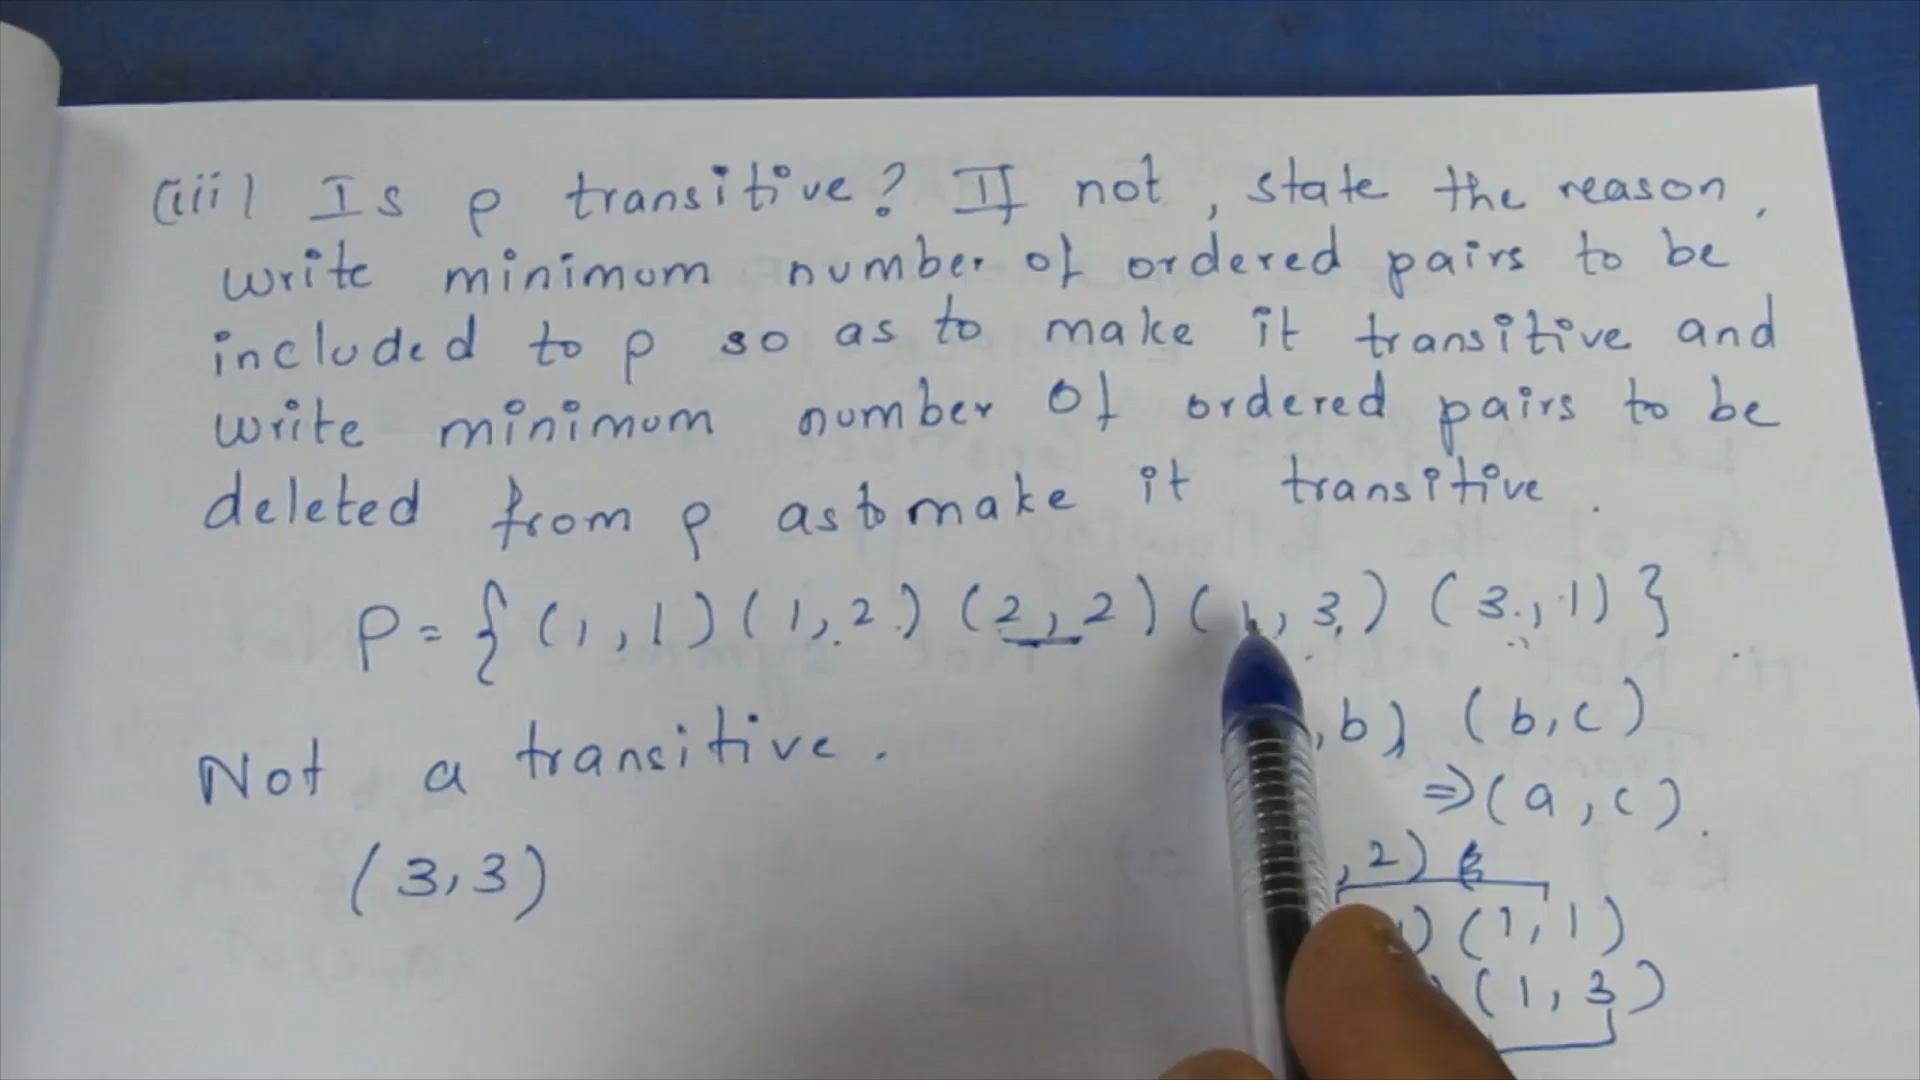 (iii) Is ρ transitive? If not, state the reason,
write minimum number of ordered pairs to be
included to ρ so as to make it transitive and
write minimum number of ordered pairs to be
deleted from ρ as to make it transitive.
ρ = { (1,1) (1,2) (2,2) (1,3) (3,1) }
,b) (b,c)
Not a transitive.
⇒ (a,c).
,2)
(3,3)
) (1,1)
(1,3)